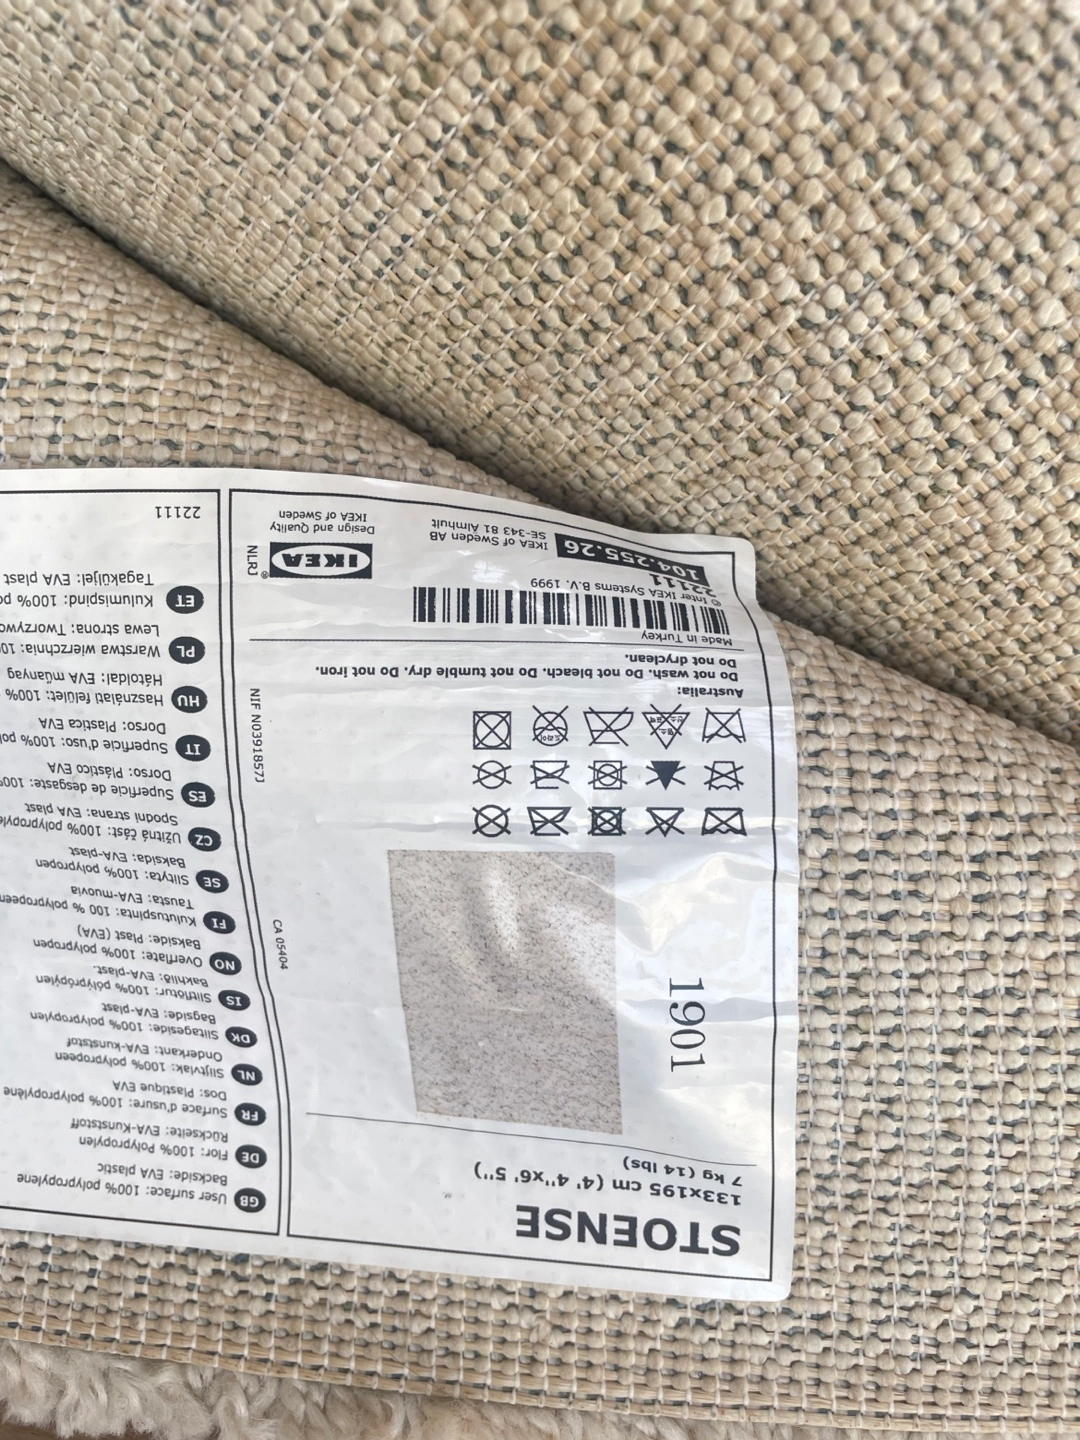 STOENSE
133x195 cm (4' 4"x6' 5")
7 kg (14 lbs)
1901
Australia:
Do not wash. Do not bleach. Do not tumble dry. Do not iron.
Do not dryclean.
Made in Turkey
© Inter IKEA Systems B.V. 1999
22111
104.255.26
IKEA of Sweden AB
SE-343 81 Älmhult
IKEA®
Design and Quality
IKEA of Sweden
NLRJ
NIF N0391857J
CA 05404
GB User surface: 100% polypropylene
Backside: EVA plastic
DE Flor: 100% Polypropylen
Rückseite: EVA-Kunststoff
FR Surface d'usure: 100% polypropylène
Dos: Plastique EVA
NL Slijtvlak: 100% polypropeen
Onderkant: EVA-kunststof
DK Slitageside: 100% polypropylen
Bagside: EVA-plast
IS Slitflötur: 100% pólýprópýlen
Bakhlið: EVA-plast.
NO Overflate: 100% polypropen
Bakside: Plast (EVA)
FI Kulutuspinta: 100 % polypropeen
Tausta: EVA-muovia
SE Slityta: 100% polypropen
Baksida: EVA-plast
CZ Užitná část: 100% polypropyle
Spodní strana: EVA plast
ES Superficie de desgaste: 100%
Dorso: Plástico EVA
IT Superficie d'uso: 100% pol
Dorso: Plastica EVA
HU Használati felület: 100%
Hátoldal: EVA műanyag
PL Warstwa wierzchnia: 10
Lewa strona: Tworzywo
ET Kulumispind: 100% po
Tagaküljel: EVA plast
22111